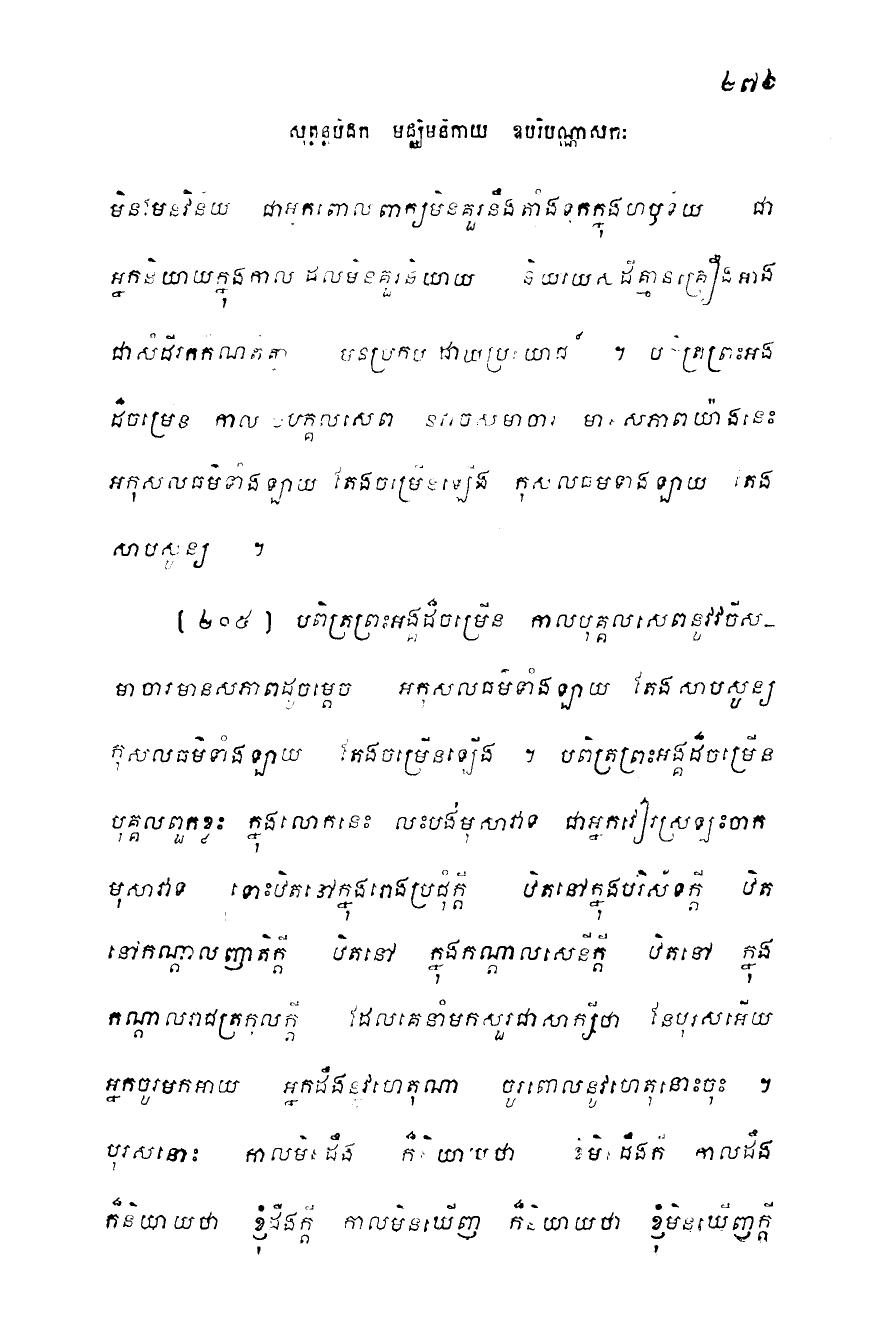 ២៧៦
សុត្តន្តបិដក មជ្ឈិមនិកាយ ឧបរិបណ្ណាសកៈ
មិនមែនវិន័យ ជាអ្នកពោលពាក្យមិនគួរនឹងតាំងទុកក្នុងហឫទ័យ ជា
អ្នកនិយាយក្នុងកាលដែលមិនគួរនិយាយ និយាយសំដីគ្មានគ្រឿងអាង
ជាសំដីរកកំណត់គ្មាន មិនប្រកបដោយប្រយោជន៍ ។ បពិត្រព្រះអង្គ
ដ៏ចម្រើន កាលបុគ្គលសេព នូវវចីសមាចារ មានសភាពយ៉ាងនេះ
អកុសលធម៌ទាំងឡាយ តែងចម្រើនឡើង កុសលធម៌ទាំងឡាយ តែង
សាបសូន្យ ។
[ ២០៥ ] បពិត្រព្រះអង្គដ៏ចម្រើន កាលបុគ្គលសេពនូវវចីស-
មាចារមានសភាពដូចម្តេច អកុសលធម៌ទាំងឡាយ តែងសាបសូន្យ
កុសលធម៌ទាំងឡាយ តែងចម្រើនឡើង ។ បពិត្រព្រះអង្គដ៏ចម្រើន
បុគ្គលពួកខ្លះ ក្នុងលោកនេះ លះបង់មុសាវាទ ជាអ្នកវៀរស្រឡះចាក
មុសាវាទ ទោះឋិតនៅក្នុងរោងប្រជុំក្តី ឋិតនៅក្នុងបរិស័ទក្តី ឋិត
នៅកណ្តាលញាតិក្តី ឋិតនៅ ក្នុងកណ្តាលសេនីក្តី ឋិតនៅ ក្នុង
កណ្តាលរាជត្រកូលក្តី ដែលគេនាំមកសួរជាសាក្សីថា នែបុរសអើយ
អ្នកចូរមកអាយ អ្នកដឹងនូវហេតុណា ចូរពោលនូវហេតុនោះចុះ ។
បុរសនោះ កាលមិនដឹង ក៏និយាយថា ខ្ញុំមិនដឹងក្តី កាលដឹង
ក៏និយាយថា ខ្ញុំដឹងក្តី កាលមិនឃើញ ក៏និយាយថា ខ្ញុំមិនឃើញក្តី